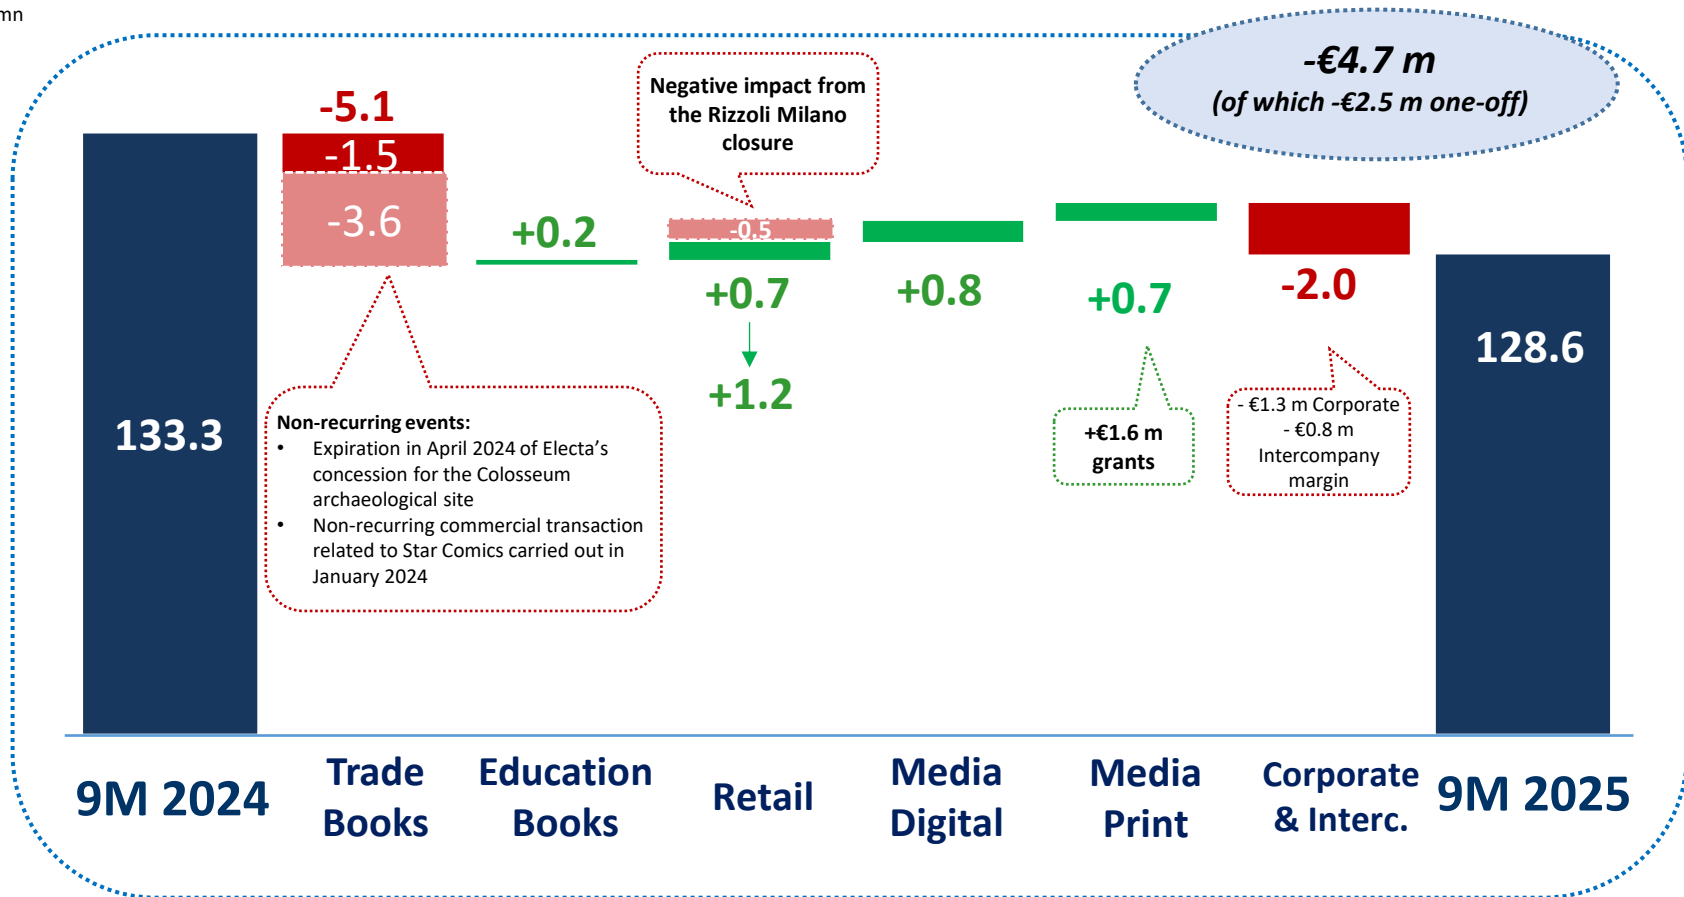 mn
-€4.7 m
(of which -€2.5 m one-off)
-5.1
-1.5
-3.6
+0.2
Negative impact from
the Rizzoli Milano
closure
-0.5
+0.7
+1.2
+0.8
+0.7
-2.0
133.3
128.6
Non-recurring events:
• Expiration in April 2024 of Electa’s
concession for the Colosseum
archaeological site
• Non-recurring commercial transaction
related to Star Comics carried out in
January 2024
+€1.6 m
grants
- €1.3 m Corporate
- €0.8 m
Intercompany
margin
9M 2024
Trade
Books
Education
Books
Retail
Media
Digital
Media
Print
Corporate
& Interc.
9M 2025